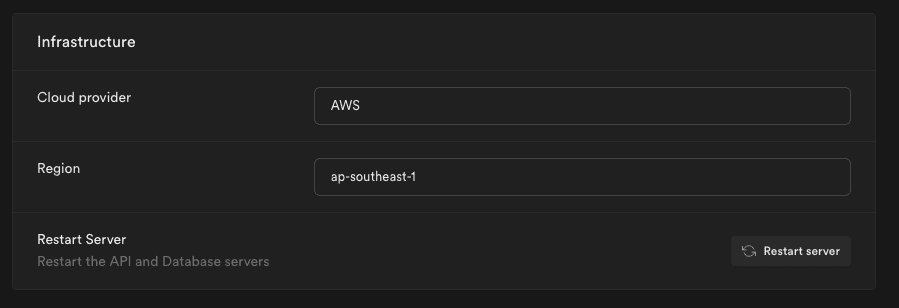 Infrastructure
Cloud provider
AWS
Region
ap-southeast-1
Restart Server
Restart the API and Database servers
Restart server